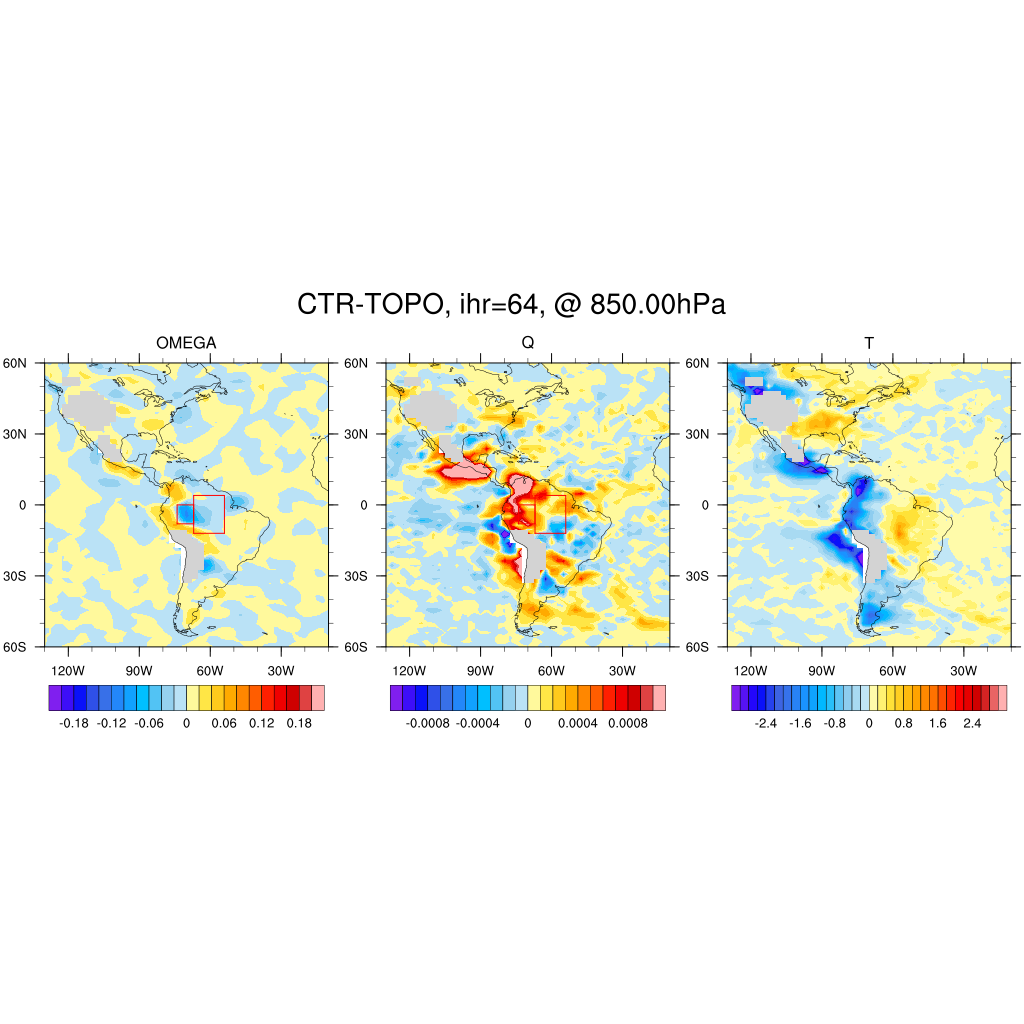 CTR-TOPO, ihr=64, @ 850.00hPa
OMEGA
60N
30N
0
30S
60S
120W 90W 60W 30W
-0.18 -0.12 -0.06 0 0.06 0.12 0.18
Q
60N
30N
0
30S
60S
120W 90W 60W 30W
-0.0008 -0.0004 0 0.0004 0.0008
T
60N
30N
0
30S
60S
120W 90W 60W 30W
-2.4 -1.6 -0.8 0 0.8 1.6 2.4